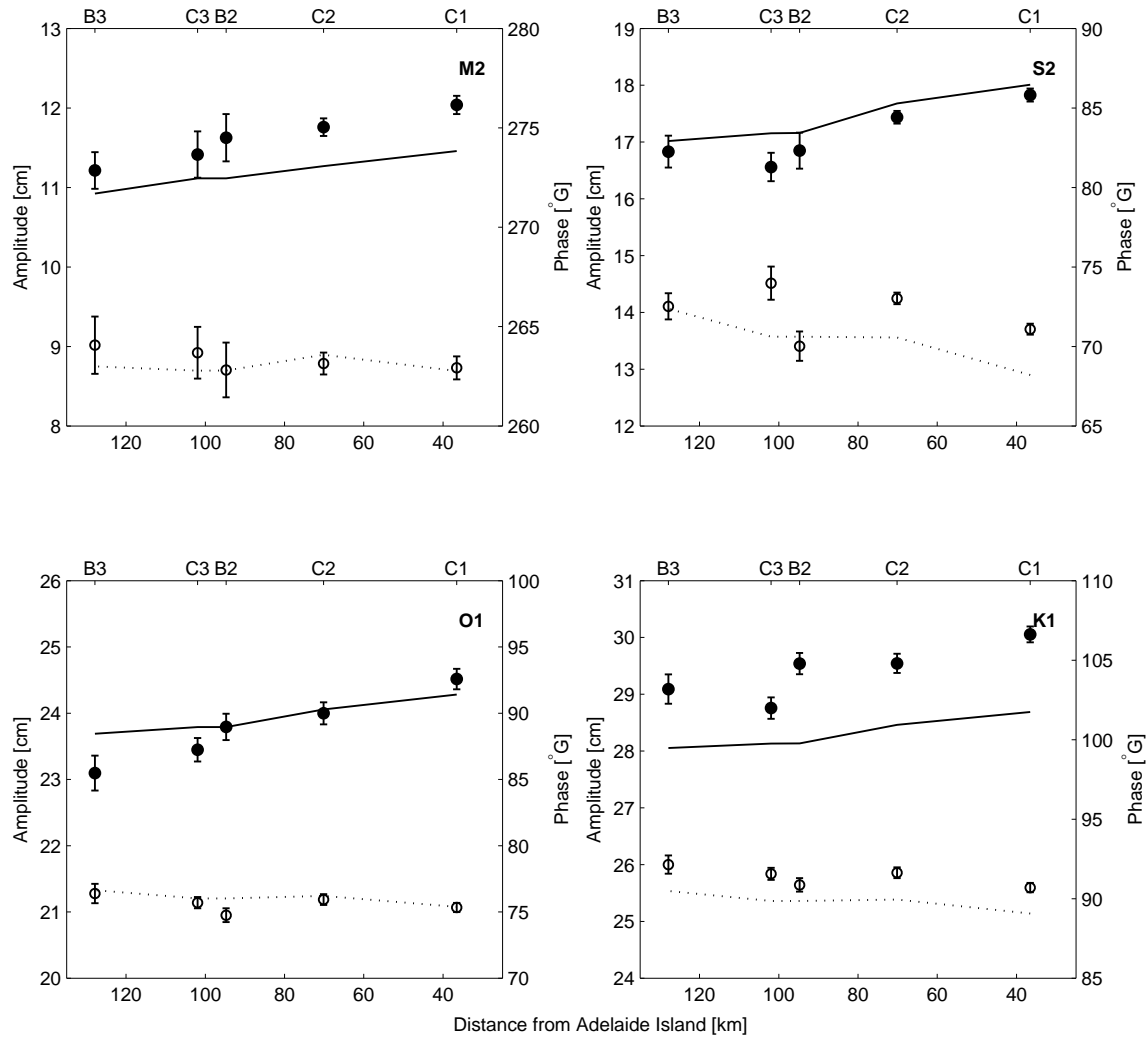 B3 C3 B2 C2 C1
13 280
M2
12
275
11
270
10
265
9
8 260
120 100 80 60 40
Amplitude [cm]
Phase [°G]
B3 C3 B2 C2 C1
19 90
S2
18
85
17
16 80
15
75
14
70
13
12 65
120 100 80 60 40
Amplitude [cm]
Phase [°G]
B3 C3 B2 C2 C1
26 100
O1
95
25
90
24
85
23
80
22
75
21
20 70
120 100 80 60 40
Amplitude [cm]
Phase [°G]
B3 C3 B2 C2 C1
31 110
K1
30
105
29
100
28
27 95
26
90
25
24 85
120 100 80 60 40
Amplitude [cm]
Phase [°G]
Distance from Adelaide Island [km]